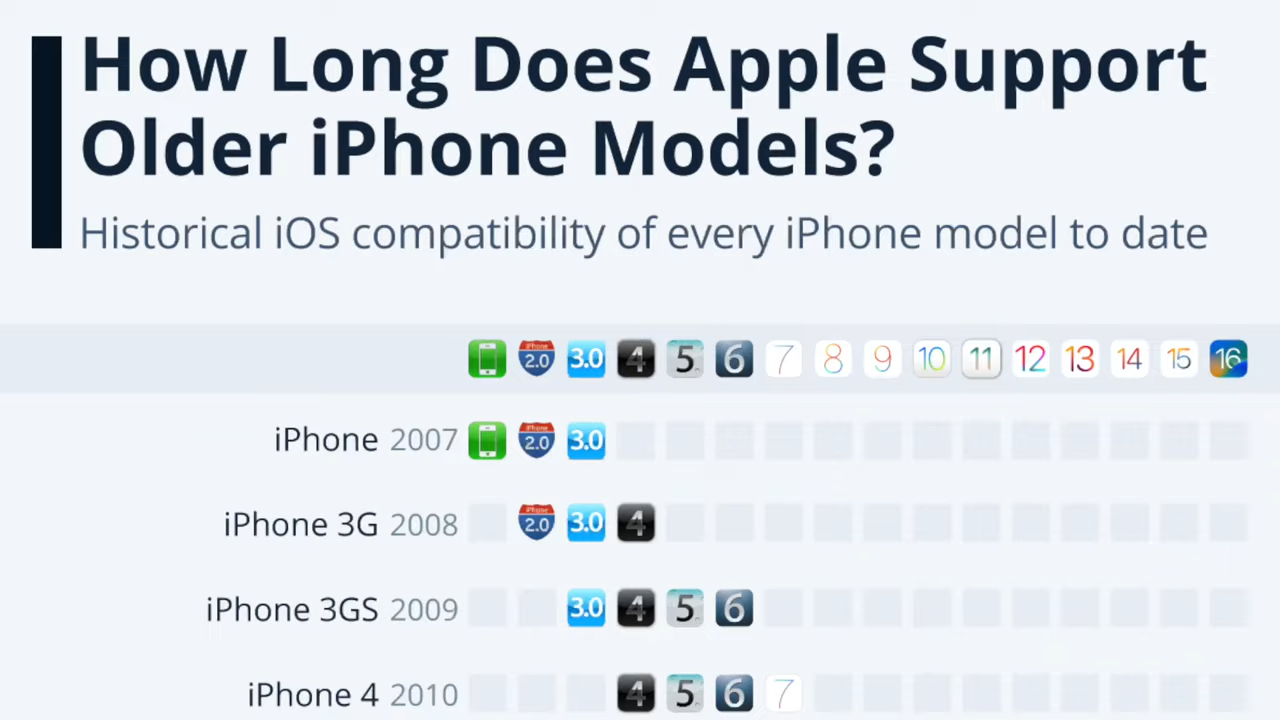 How Long Does Apple Support
Older iPhone Models?
Historical iOS compatibility of every iPhone model to date
iPhone 2.0 3.0 4 5 6 7 8 9 10 11 12 13 14 15 16
iPhone 2007 iPhone 2.0 3.0
iPhone 3G 2008 iPhone 2.0 3.0 4
iPhone 3GS 2009 3.0 4 5 6
iPhone 4 2010 4 5 6 7